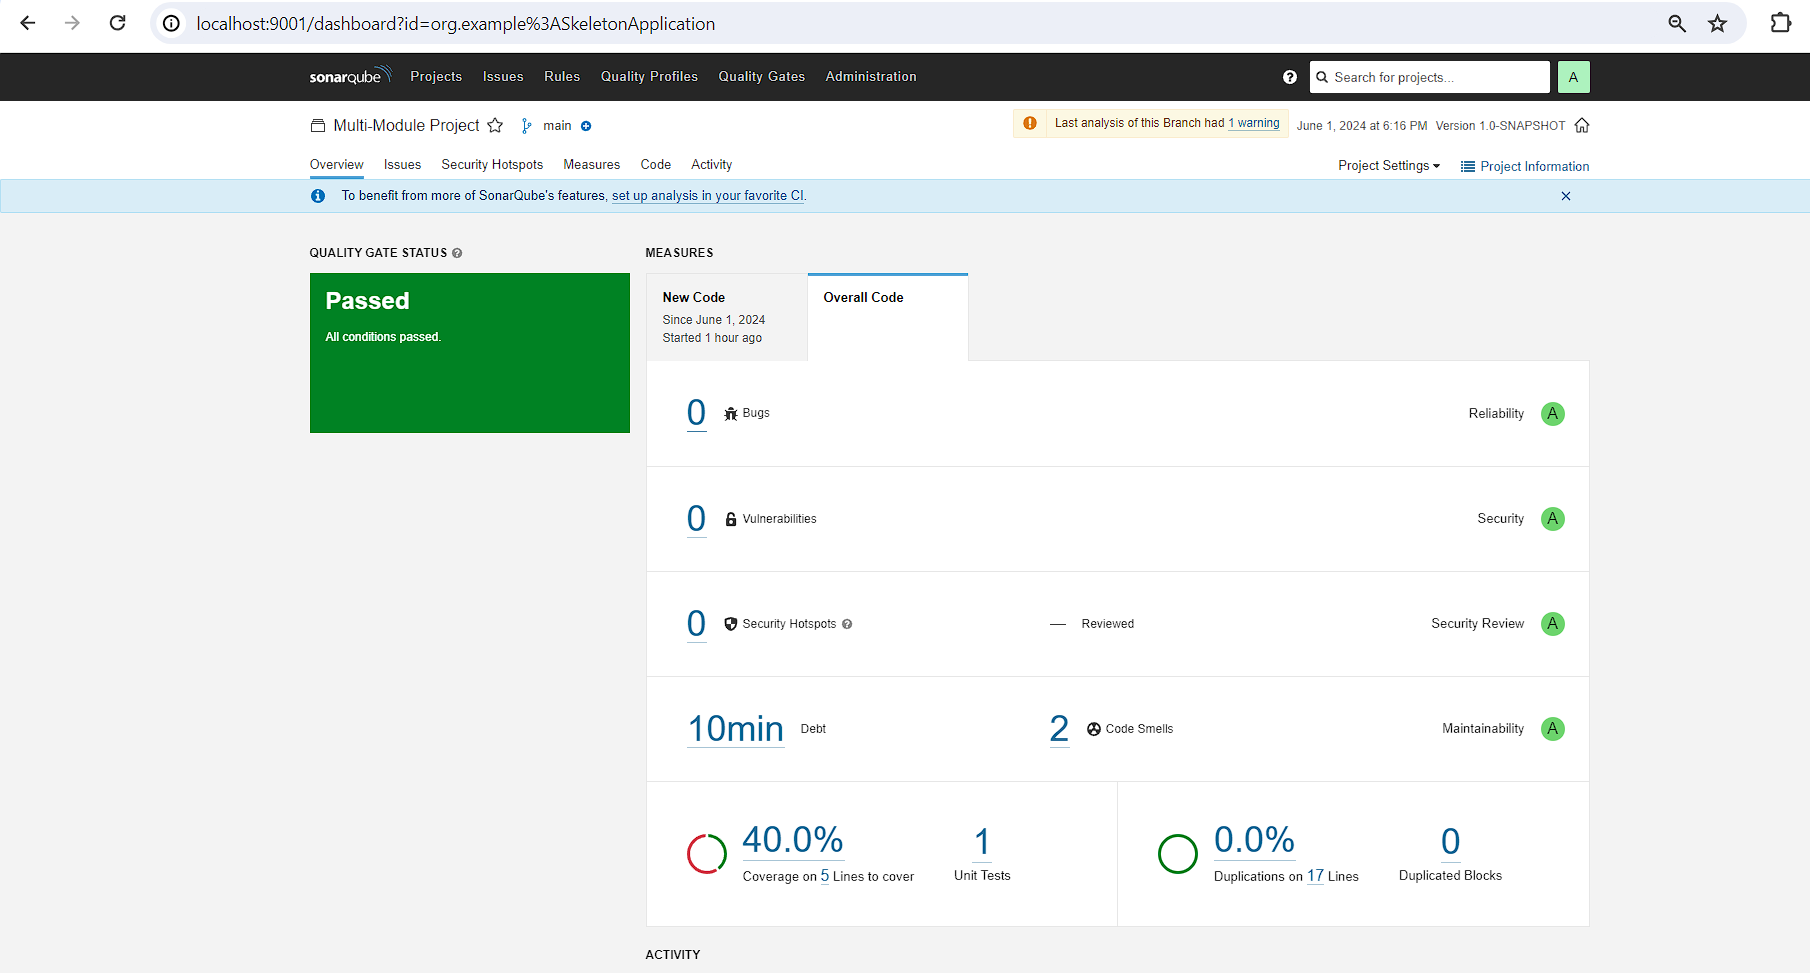 localhost:9001/dashboard?id=org.example%3ASkeletonApplication
sonarqube Projects Issues Rules Quality Profiles Quality Gates Administration ? Search for projects... A
Multi-Module Project main Last analysis of this Branch had 1 warning June 1, 2024 at 6:16 PM Version 1.0-SNAPSHOT
Overview Issues Security Hotspots Measures Code Activity Project Settings Project Information
To benefit from more of SonarQube's features, set up analysis in your favorite CI.
QUALITY GATE STATUS ?
Passed
All conditions passed.
MEASURES
New Code
Since June 1, 2024
Started 1 hour ago
Overall Code
0 Bugs Reliability A
0 Vulnerabilities Security A
0 Security Hotspots ? — Reviewed Security Review A
10min Debt 2 Code Smells Maintainability A
40.0% 1 0.0% 0
Coverage on 5 Lines to cover Unit Tests Duplications on 17 Lines Duplicated Blocks
ACTIVITY